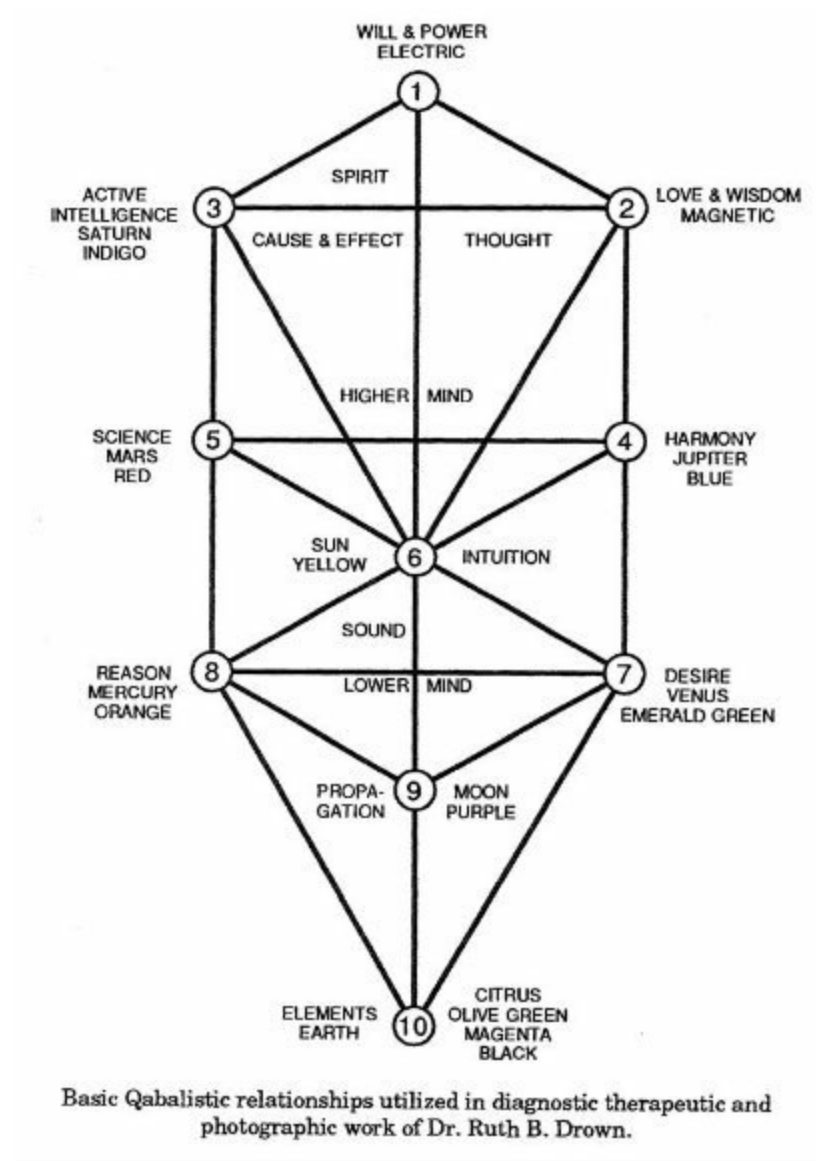 WILL & POWER
ELECTRIC
1
SPIRIT
ACTIVE
INTELLIGENCE
SATURN
INDIGO
3
2
LOVE & WISDOM
MAGNETIC
CAUSE & EFFECT
THOUGHT
HIGHER MIND
SCIENCE
MARS
RED
5
4
HARMONY
JUPITER
BLUE
SUN
YELLOW
6
INTUITION
SOUND
REASON
MERCURY
ORANGE
8
7
DESIRE
VENUS
EMERALD GREEN
LOWER MIND
PROPA-
GATION
9
MOON
PURPLE
ELEMENTS
EARTH
10
CITRUS
OLIVE GREEN
MAGENTA
BLACK
Basic Qabalistic relationships utilized in diagnostic therapeutic and
photographic work of Dr. Ruth B. Drown.